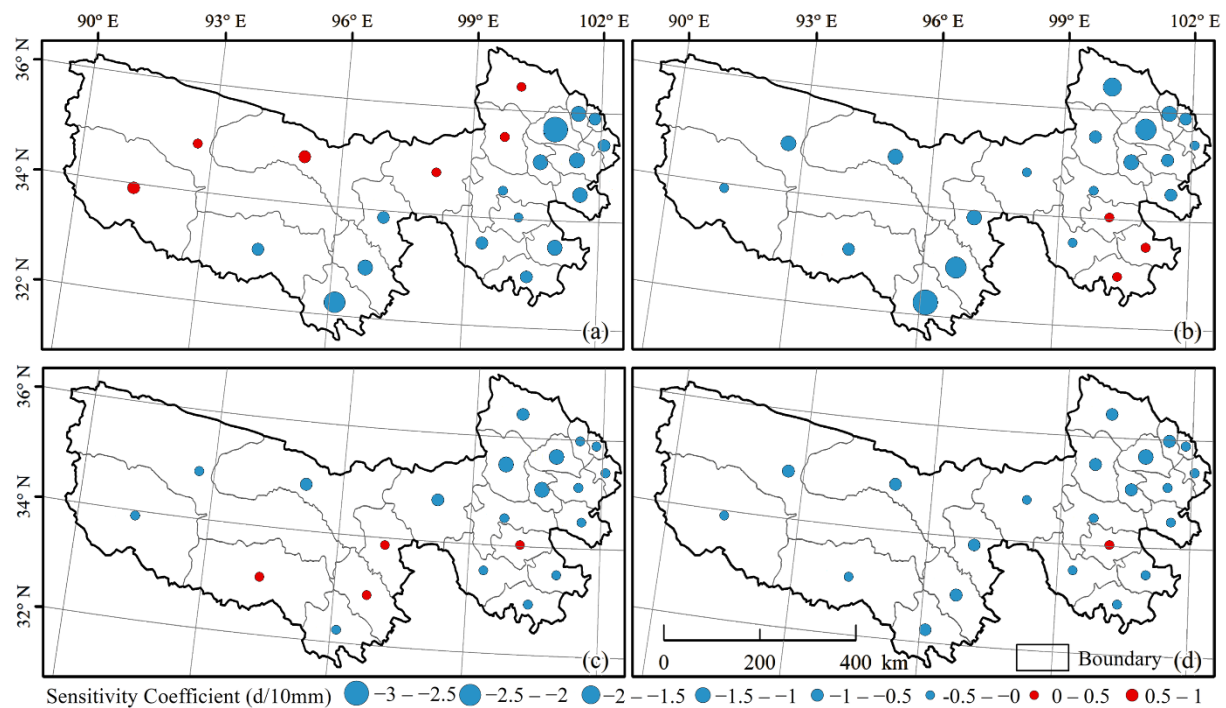 90° E 93° E 96° E 99° E 102° E 90° E 93° E 96° E 99° E 102° E
36° N
34° N
32° N
(a) (b)
36° N
34° N
32° N
(c) (d)
0 200 400 km
Boundary
Sensitivity Coefficient (d/10mm) −3 – −2.5 −2.5 – −2 −2 – −1.5 −1.5 – −1 −1 – −0.5 −0.5 – −0 0 – 0.5 0.5 – 1